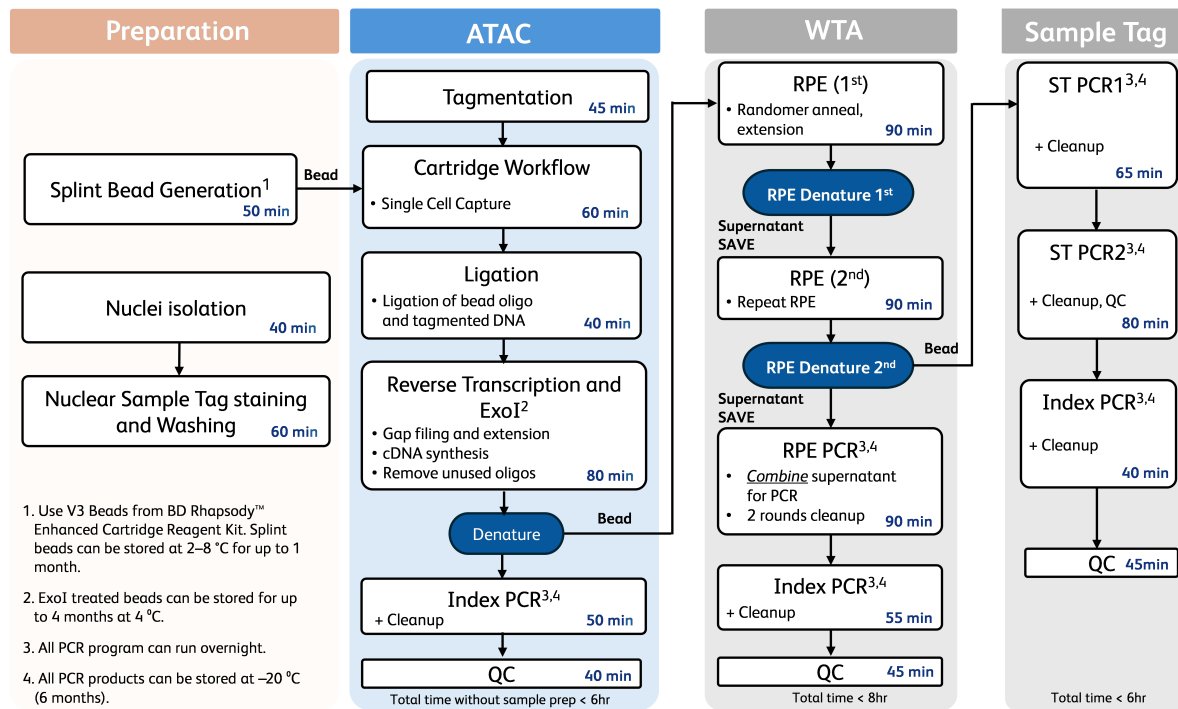 Preparation
Splint Bead Generation1
50 min
Bead
Nuclei isolation
40 min
Nuclear Sample Tag staining
and Washing
60 min
1. Use V3 Beads from BD Rhapsody™
Enhanced Cartridge Reagent Kit. Splint
beads can be stored at 2–8 °C for up to 1
month.
2. ExoI treated beads can be stored for up
to 4 months at 4 ⁰C.
3. All PCR program can run overnight.
4. All PCR products can be stored at –20 ⁰C
(6 months).
ATAC
Tagmentation
45 min
Cartridge Workflow
• Single Cell Capture
60 min
Ligation
• Ligation of bead oligo
and tagmented DNA
40 min
Reverse Transcription and
ExoI2
• Gap filing and extension
• cDNA synthesis
• Remove unused oligos
80 min
Denature
Bead
Index PCR3,4
+ Cleanup
50 min
QC
40 min
Total time without sample prep < 6hr
WTA
RPE (1st)
• Randomer anneal,
extension
90 min
RPE Denature 1st
Supernatant
SAVE
RPE (2nd)
• Repeat RPE
90 min
RPE Denature 2nd
Bead
Supernatant
SAVE
RPE PCR3,4
• Combine supernatant
for PCR
• 2 rounds cleanup
90 min
Index PCR3,4
+ Cleanup
55 min
QC
45 min
Total time < 8hr
Sample Tag
ST PCR13,4
+ Cleanup
65 min
ST PCR23,4
+ Cleanup, QC
80 min
Index PCR3,4
+ Cleanup
40 min
QC
45min
Total time < 6hr